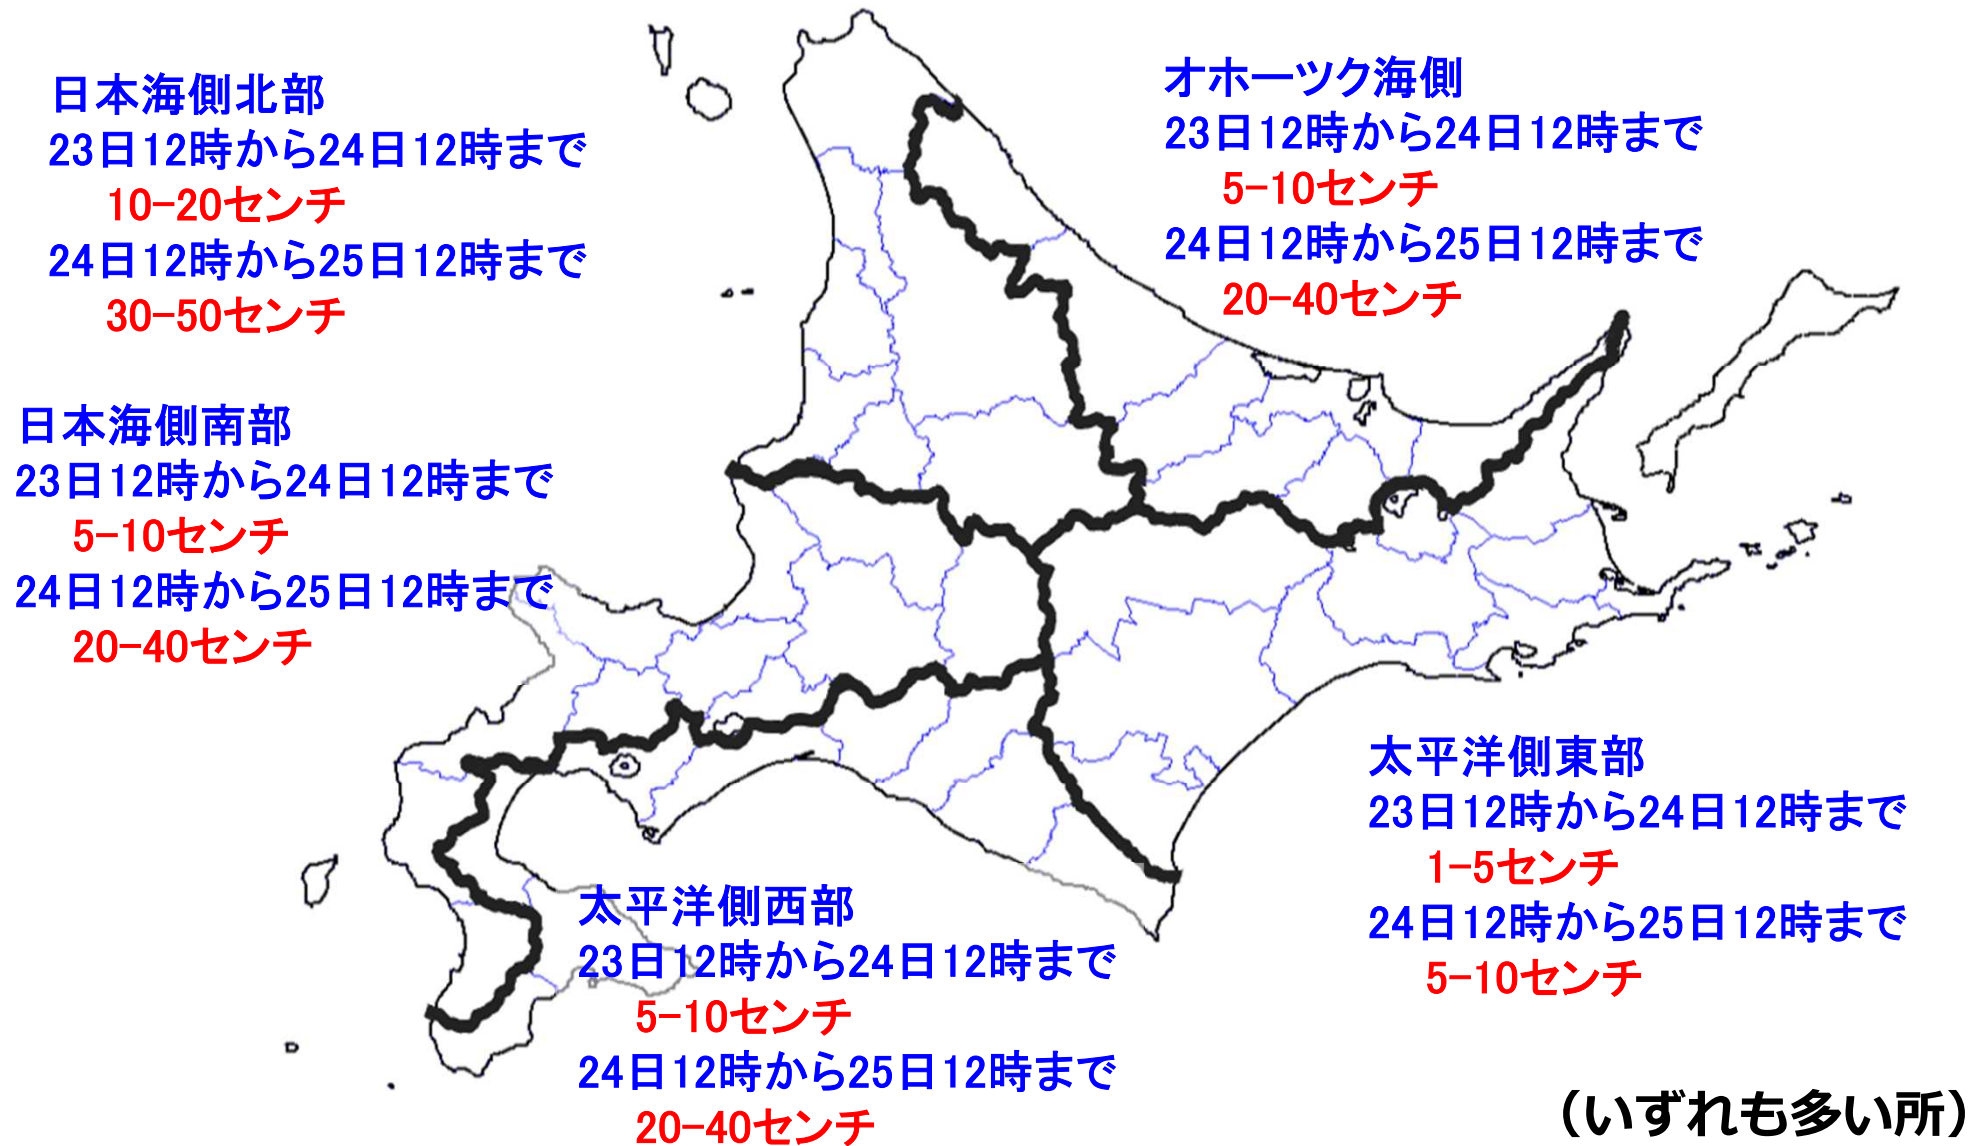 日本海側北部
23日12時から24日12時まで
10-20センチ
24日12時から25日12時まで
30-50センチ
オホーツク海側
23日12時から24日12時まで
5-10センチ
24日12時から25日12時まで
20-40センチ
日本海側南部
23日12時から24日12時まで
5-10センチ
24日12時から25日12時まで
20-40センチ
太平洋側東部
23日12時から24日12時まで
1-5センチ
24日12時から25日12時まで
5-10センチ
太平洋側西部
23日12時から24日12時まで
5-10センチ
24日12時から25日12時まで
20-40センチ
（いずれも多い所）